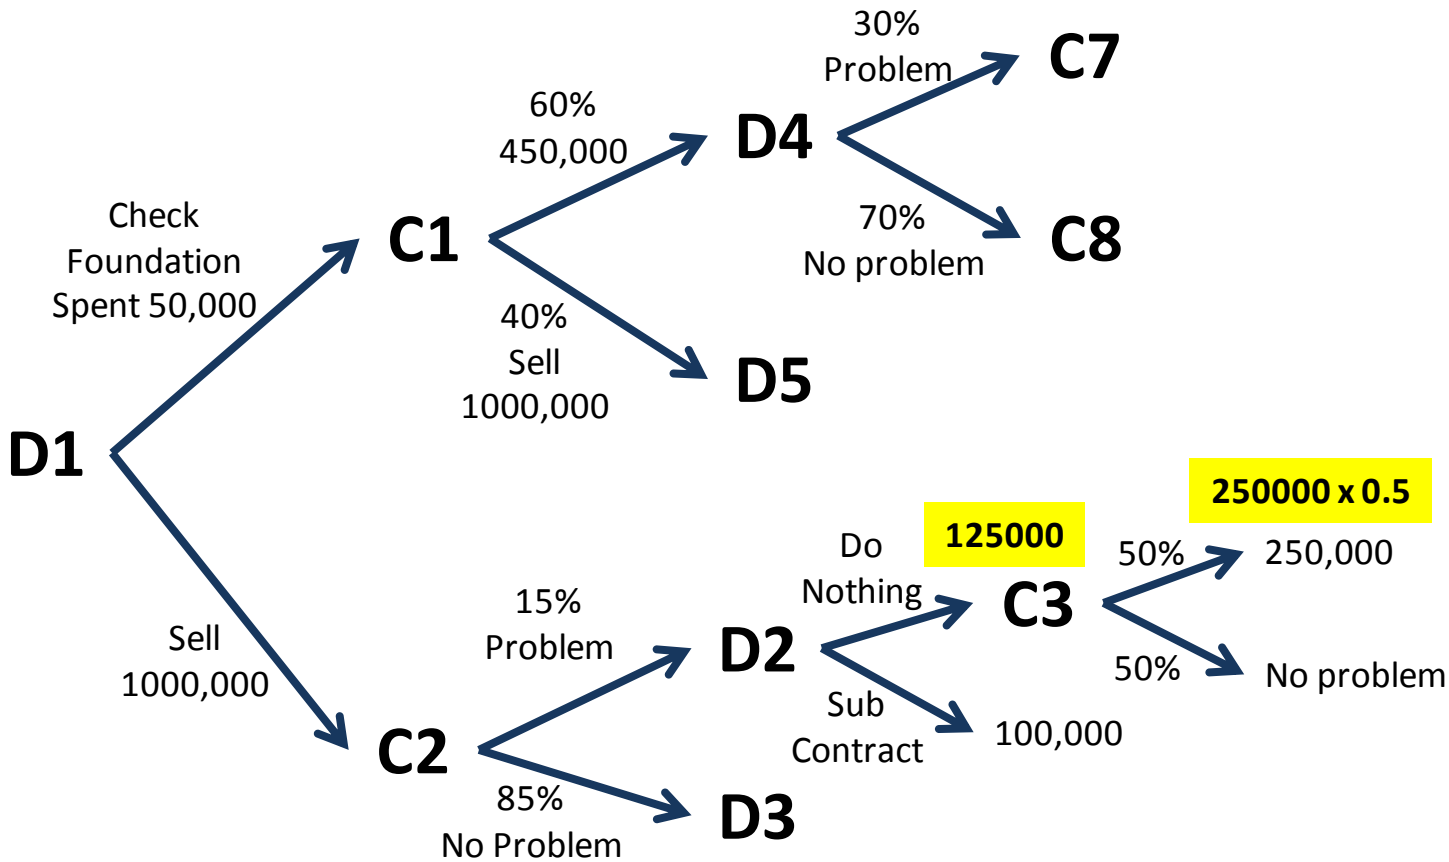 30%
Problem
C7
60%
450,000
D4
Check
Foundation
Spent 50,000
C1
70%
No problem
C8
40%
Sell
1000,000
D5
D1
250000 x 0.5
125000
Do
Nothing
50%
250,000
C3
15%
Problem
D2
50%
No problem
Sell
1000,000
Sub
Contract
100,000
C2
85%
No Problem
D3